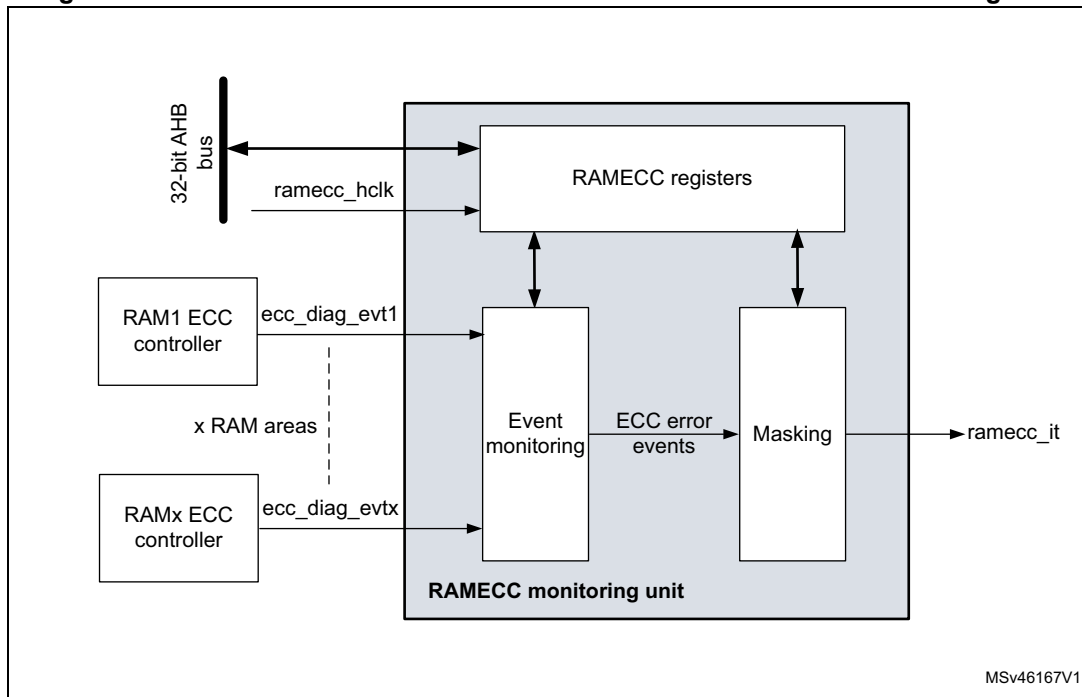 32-bit AHB
bus
RAMECC registers
ramecc_hclk
RAM1 ECC
controller
ecc_diag_evt1
x RAM areas
Event
monitoring
ECC error
events
Masking
ramecc_it
RAMx ECC
controller
ecc_diag_evtx
RAMECC monitoring unit
MSv46167V1